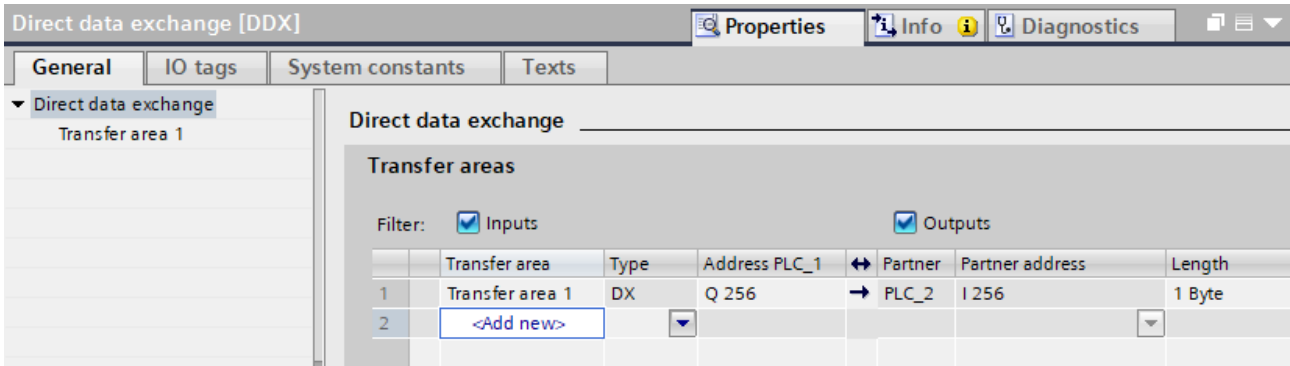 Direct data exchange [DDX] Properties Info Diagnostics
General IO tags System constants Texts
Direct data exchange
Transfer area 1
Direct data exchange
Transfer areas
Filter: Inputs Outputs
Transfer area Type Address PLC_1 Partner Partner address Length
1 Transfer area 1 DX Q 256 → PLC_2 I 256 1 Byte
2 <Add new>